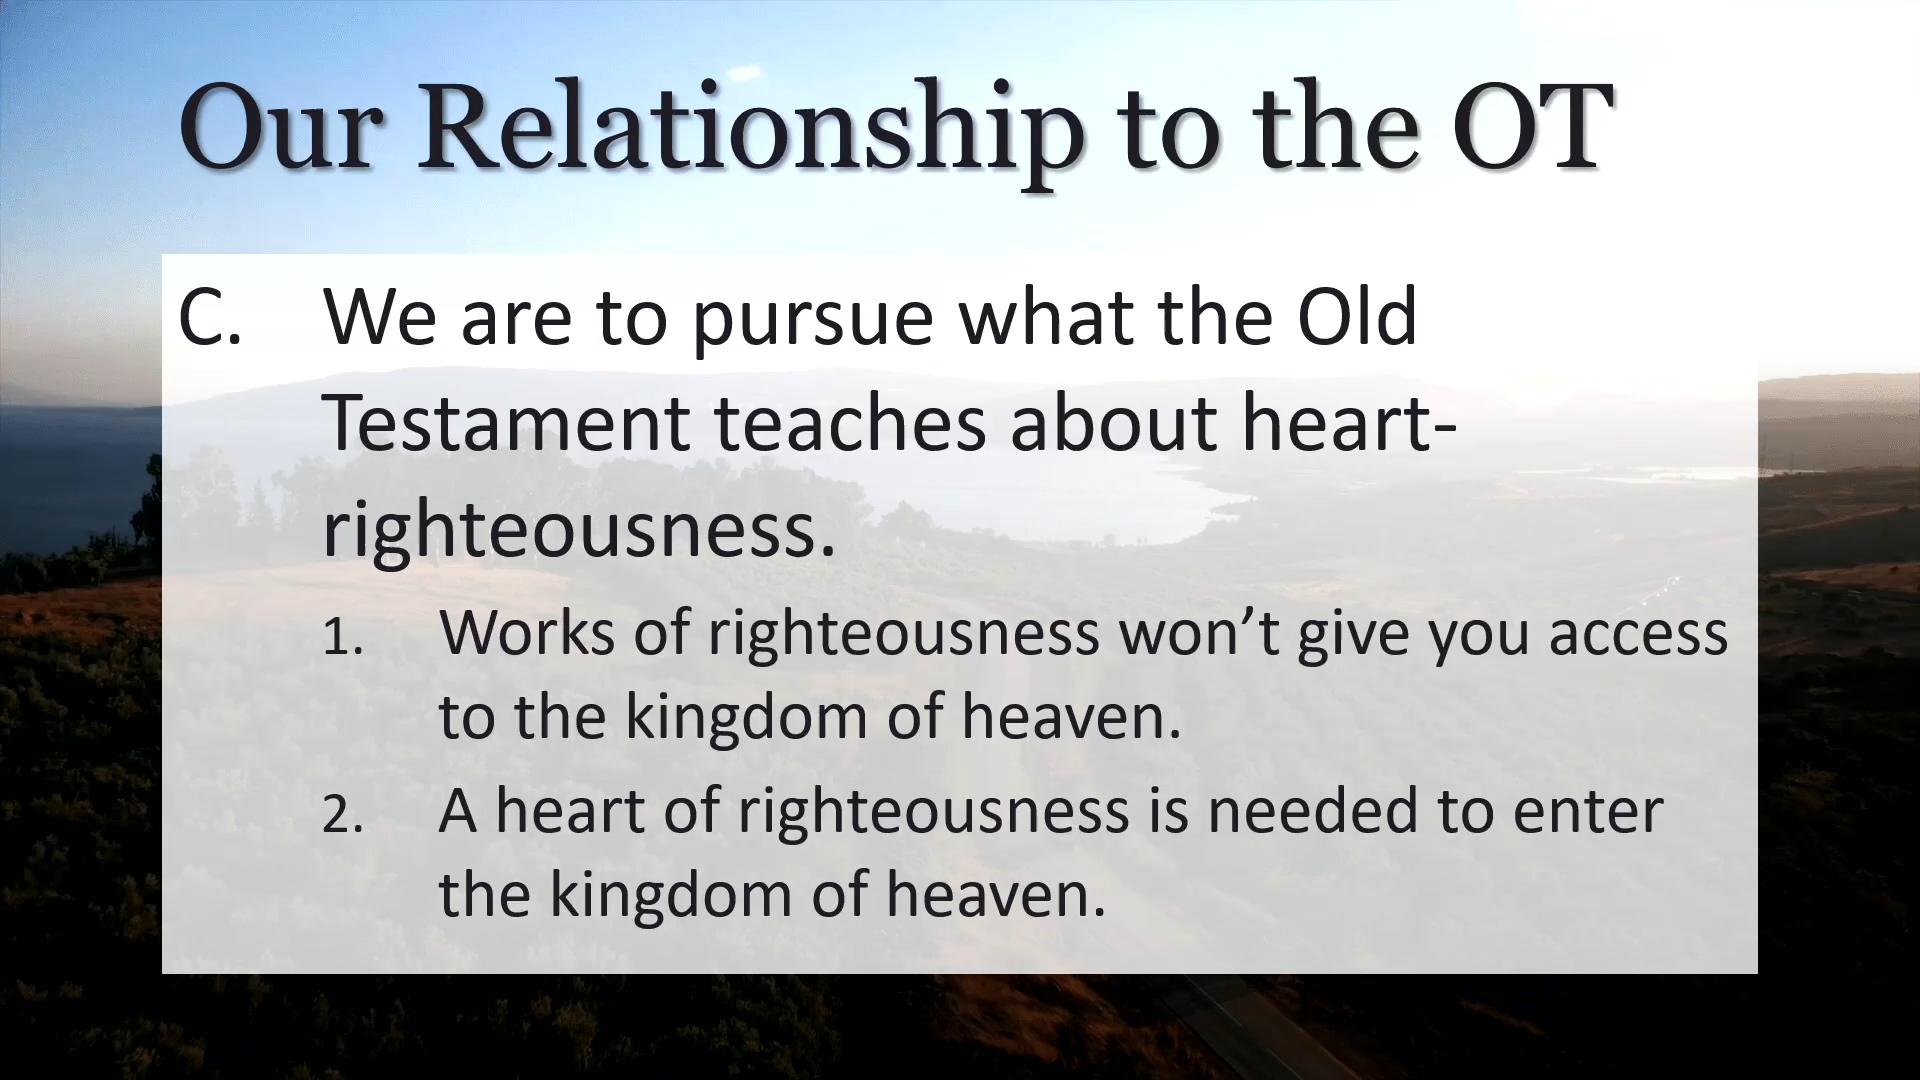 Our Relationship to the OT
C. We are to pursue what the Old
Testament teaches about heart-
righteousness.
1. Works of righteousness won’t give you access
to the kingdom of heaven.
2. A heart of righteousness is needed to enter
the kingdom of heaven.